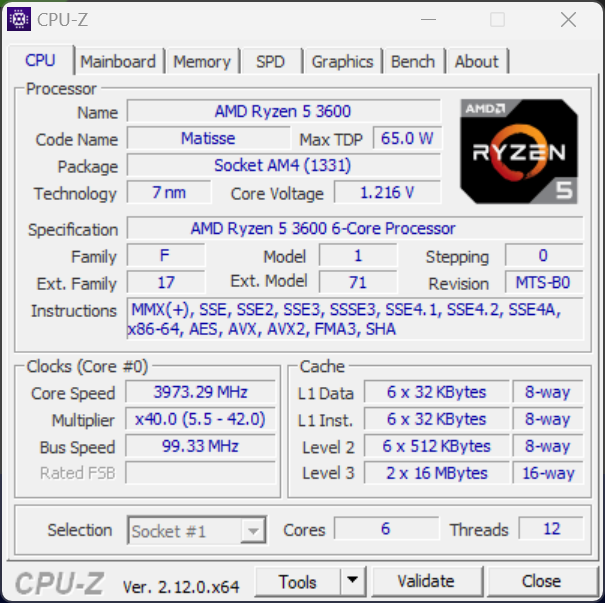 CPU-Z
CPU Mainboard Memory SPD Graphics Bench About
Processor
Name AMD Ryzen 5 3600
Code Name Matisse Max TDP 65.0 W
Package Socket AM4 (1331)
Technology 7 nm Core Voltage 1.216 V
AMD
RYZEN
5
Specification AMD Ryzen 5 3600 6-Core Processor
Family F Model 1 Stepping 0
Ext. Family 17 Ext. Model 71 Revision MTS-B0
Instructions MMX(+), SSE, SSE2, SSE3, SSSE3, SSE4.1, SSE4.2, SSE4A,
x86-64, AES, AVX, AVX2, FMA3, SHA
Clocks (Core #0)
Core Speed 3973.29 MHz
Multiplier x40.0 (5.5 - 42.0)
Bus Speed 99.33 MHz
Rated FSB
Cache
L1 Data 6 x 32 KBytes 8-way
L1 Inst. 6 x 32 KBytes 8-way
Level 2 6 x 512 KBytes 8-way
Level 3 2 x 16 MBytes 16-way
Selection Socket #1 Cores 6 Threads 12
CPU-Z Ver. 2.12.0.x64 Tools Validate Close